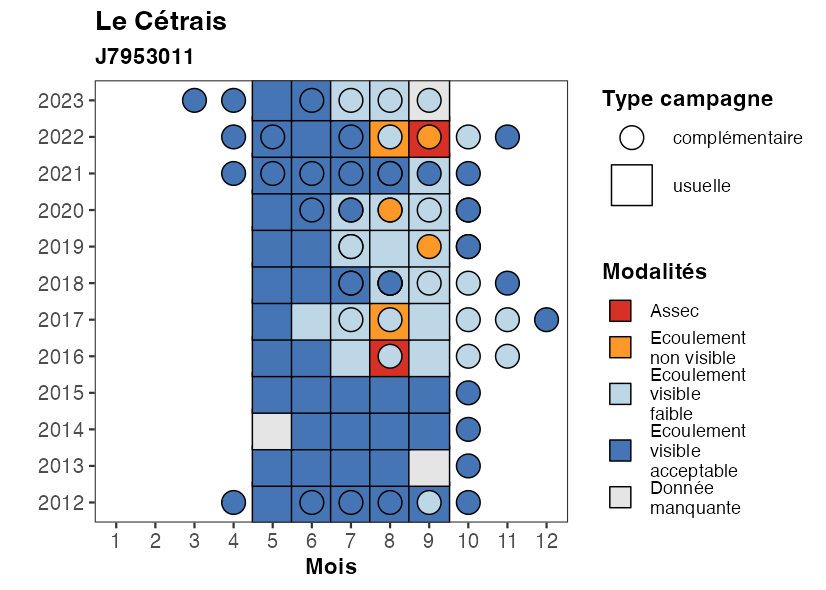 Le Cétrais
J7953011
2023
2022
2021
2020
2019
2018
2017
2016
2015
2014
2013
2012
1 2 3 4 5 6 7 8 9 10 11 12
Mois
Type campagne
complémentaire
usuelle
Modalités
Assec
Ecoulement
non visible
Ecoulement
visible
faible
Ecoulement
visible
acceptable
Donnée
manquante